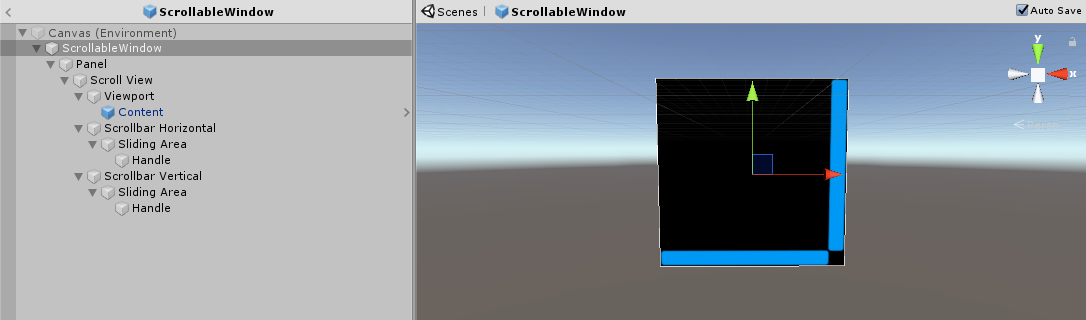 ScrollableWindow
Scenes | ScrollableWindow
Auto Save
Canvas (Environment)
ScrollableWindow
Panel
Scroll View
Viewport
Content
Scrollbar Horizontal
Sliding Area
Handle
Scrollbar Vertical
Sliding Area
Handle
y
x